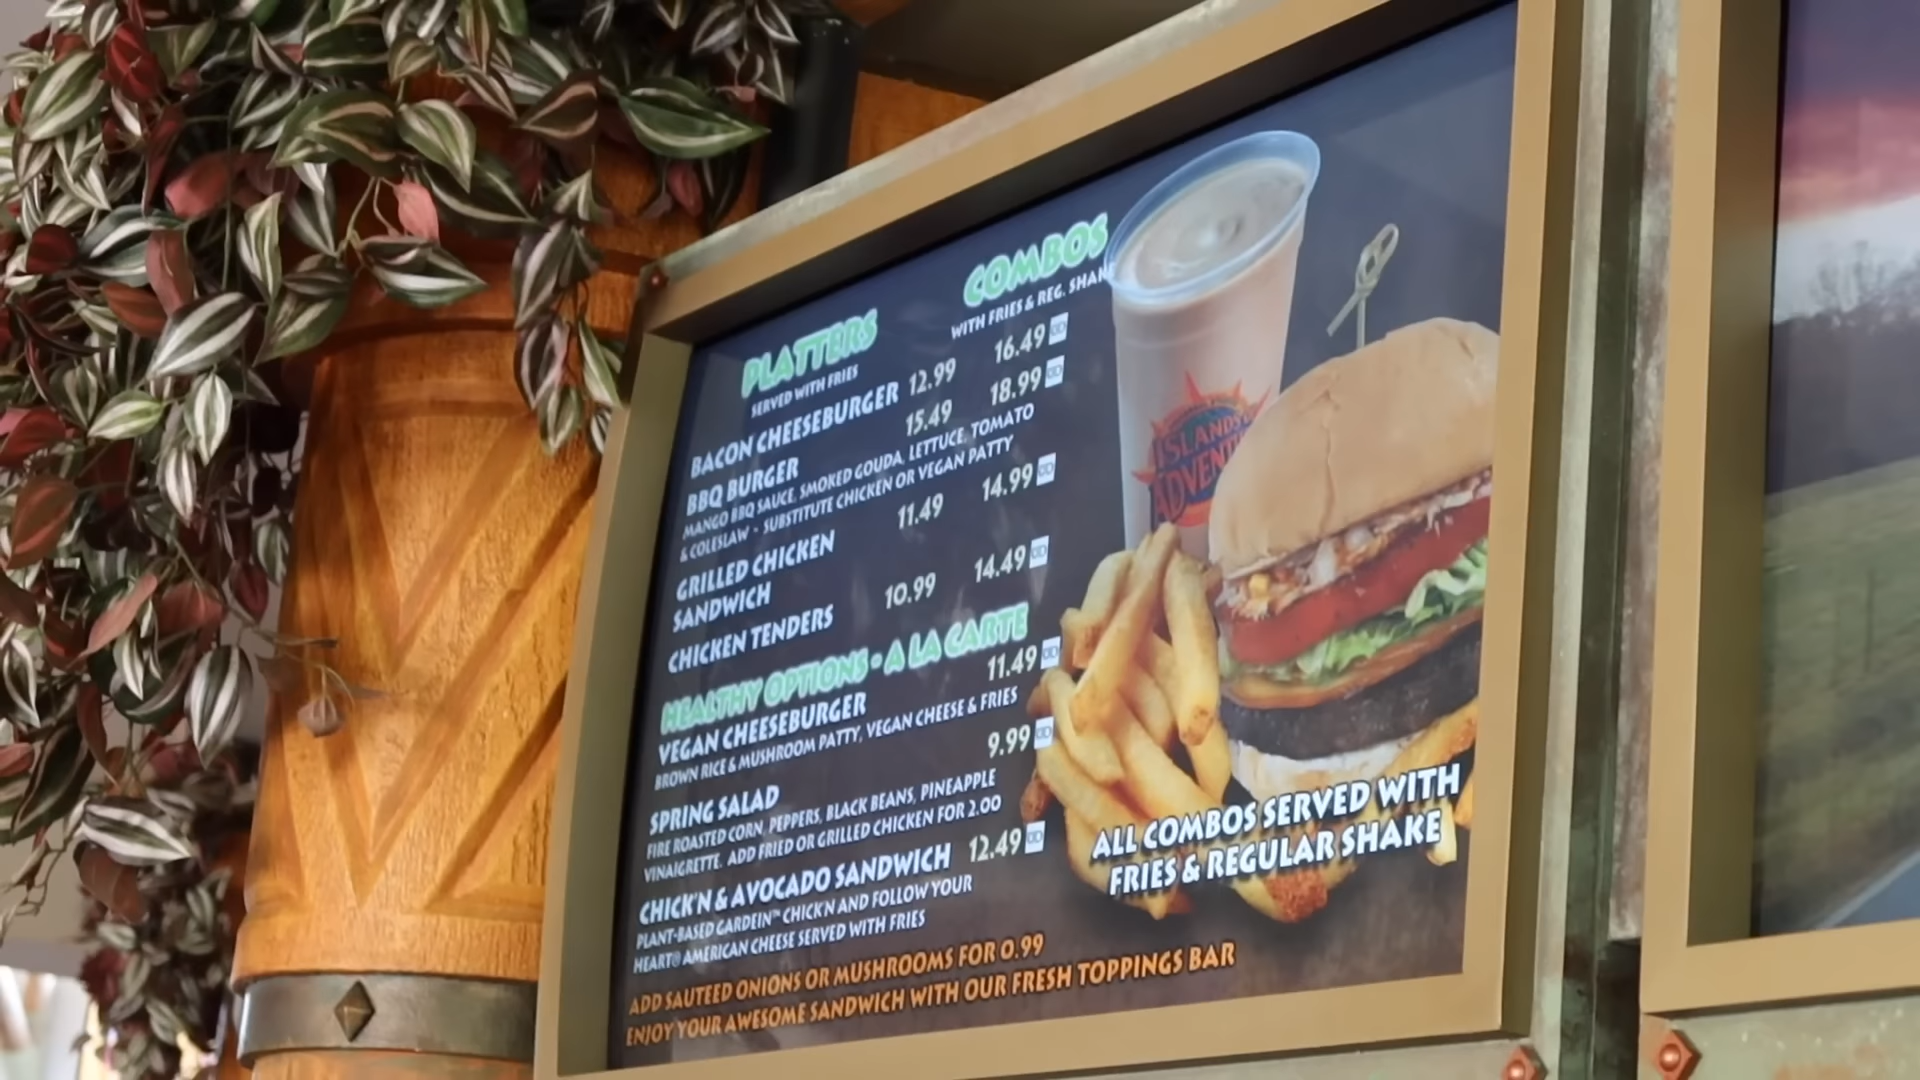 PLATTERS
SERVED WITH FRIES
COMBOS
WITH FRIES & REG.
BACON CHEESEBURGER 12.99 16.49
BBQ BURGER 15.49 18.99
MANGO BBQ SAUCE, SMOKED GOUDA, LETTUCE, TOMATO
& COLESLAW - SUBSTITUTE CHICKEN OR VEGAN PATTY
GRILLED CHICKEN 11.49 14.99
SANDWICH
CHICKEN TENDERS 10.99 14.49
HEALTHY OPTIONS • A LA CARTE
VEGAN CHEESEBURGER 11.49
BROWN RICE & MUSHROOM PATTY, VEGAN CHEESE & FRIES
SPRING SALAD 9.99
FIRE ROASTED CORN, PEPPERS, BLACK BEANS, PINEAPPLE
VINAIGRETTE. ADD FRIED OR GRILLED CHICKEN FOR 2.00
CHICK'N & AVOCADO SANDWICH 12.49
PLANT-BASED GARDEIN™ CHICK'N AND FOLLOW YOUR
HEART® AMERICAN CHEESE SERVED WITH FRIES
ADD SAUTEED ONIONS OR MUSHROOMS FOR 0.99
ENJOY YOUR AWESOME SANDWICH WITH OUR FRESH TOPPINGS BAR
ALL COMBOS SERVED WITH
FRIES & REGULAR SHAKE